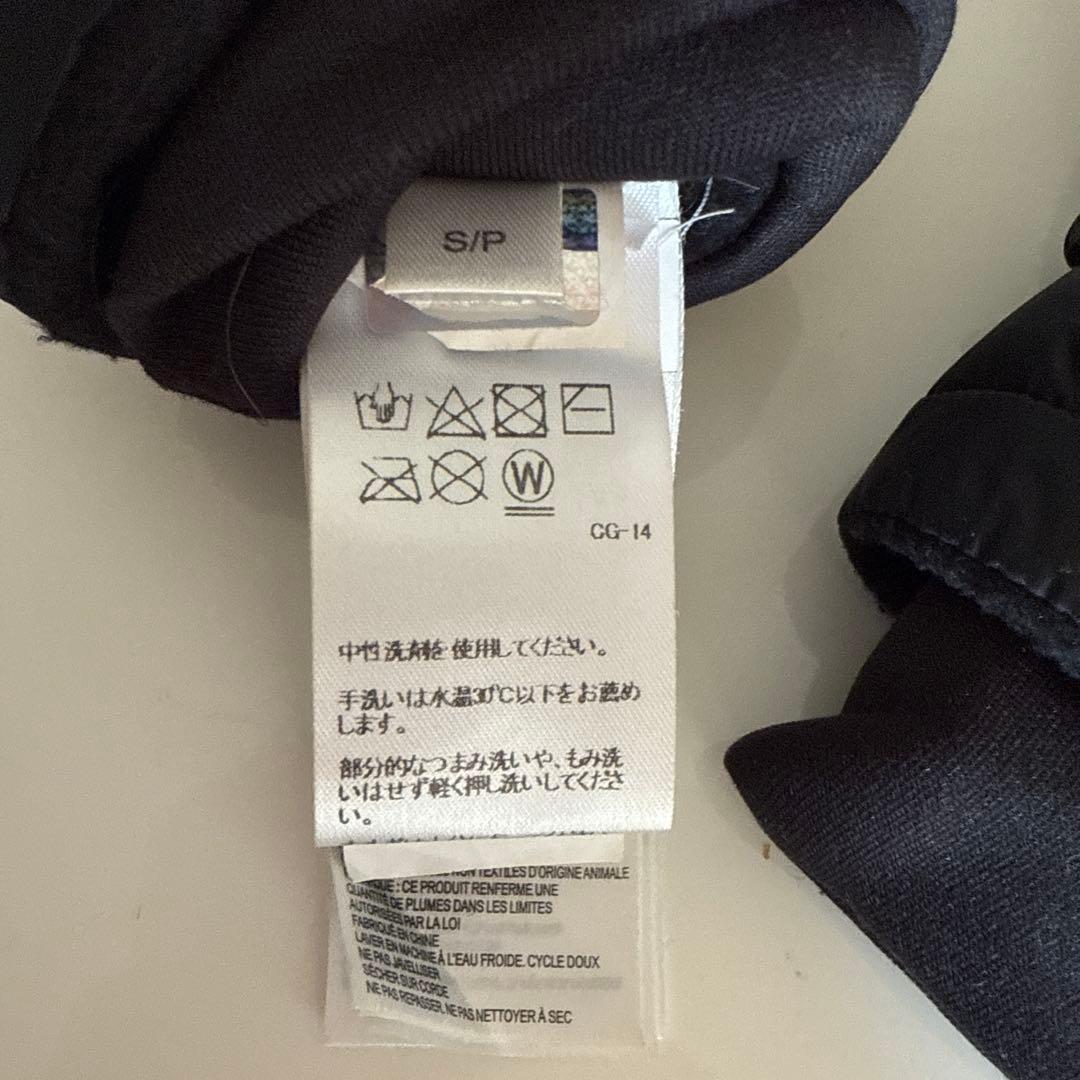 S/P
W
CG-14
中性洗剤を使用してください。
手洗いは水温30℃以下をお薦め
します。
部分的なつまみ洗いや、もみ洗
いはせず軽く押し洗いしてくださ
い。
NON TEXTILES D'ORIGINE ANIMALE
: CE PRODUIT RENFERME UNE
QUANTITÉ DE PLUMES DANS LES LIMITES
AUTORISÉES PAR LA LOI
FABRIQUÉ EN CHINE
LAVER EN MACHINE À L'EAU FROIDE. CYCLE DOUX
NE PAS JAVELLISER
SÉCHER SUR CORDE
NE PAS REPASSER. NE PAS NETTOYER À SEC